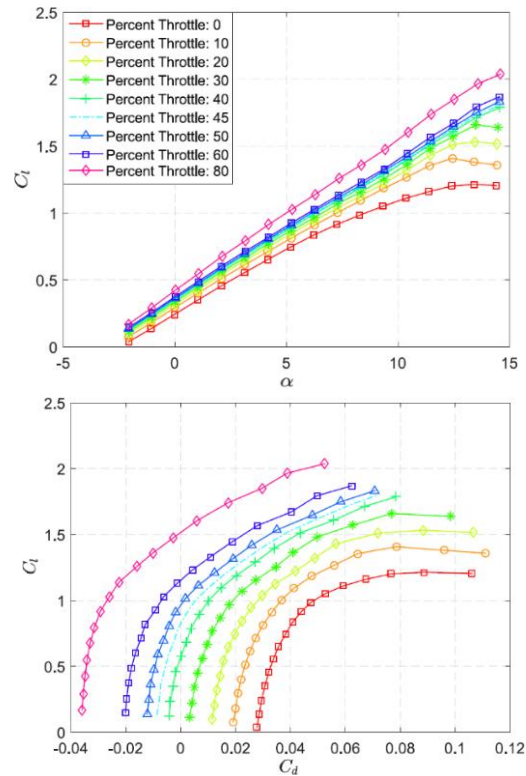 2.5
Percent Throttle: 0
Percent Throttle: 10
2
Percent Throttle: 20
Percent Throttle: 30
Percent Throttle: 40
1.5
Percent Throttle: 45
Percent Throttle: 50
Percent Throttle: 60
Percent Throttle: 80
C_l
1
0.5
0
-5 0 5 10 15
α
2.5
2
1.5
C_l
1
0.5
0
-0.04 -0.02 0 0.02 0.04 0.06 0.08 0.1 0.12
C_d